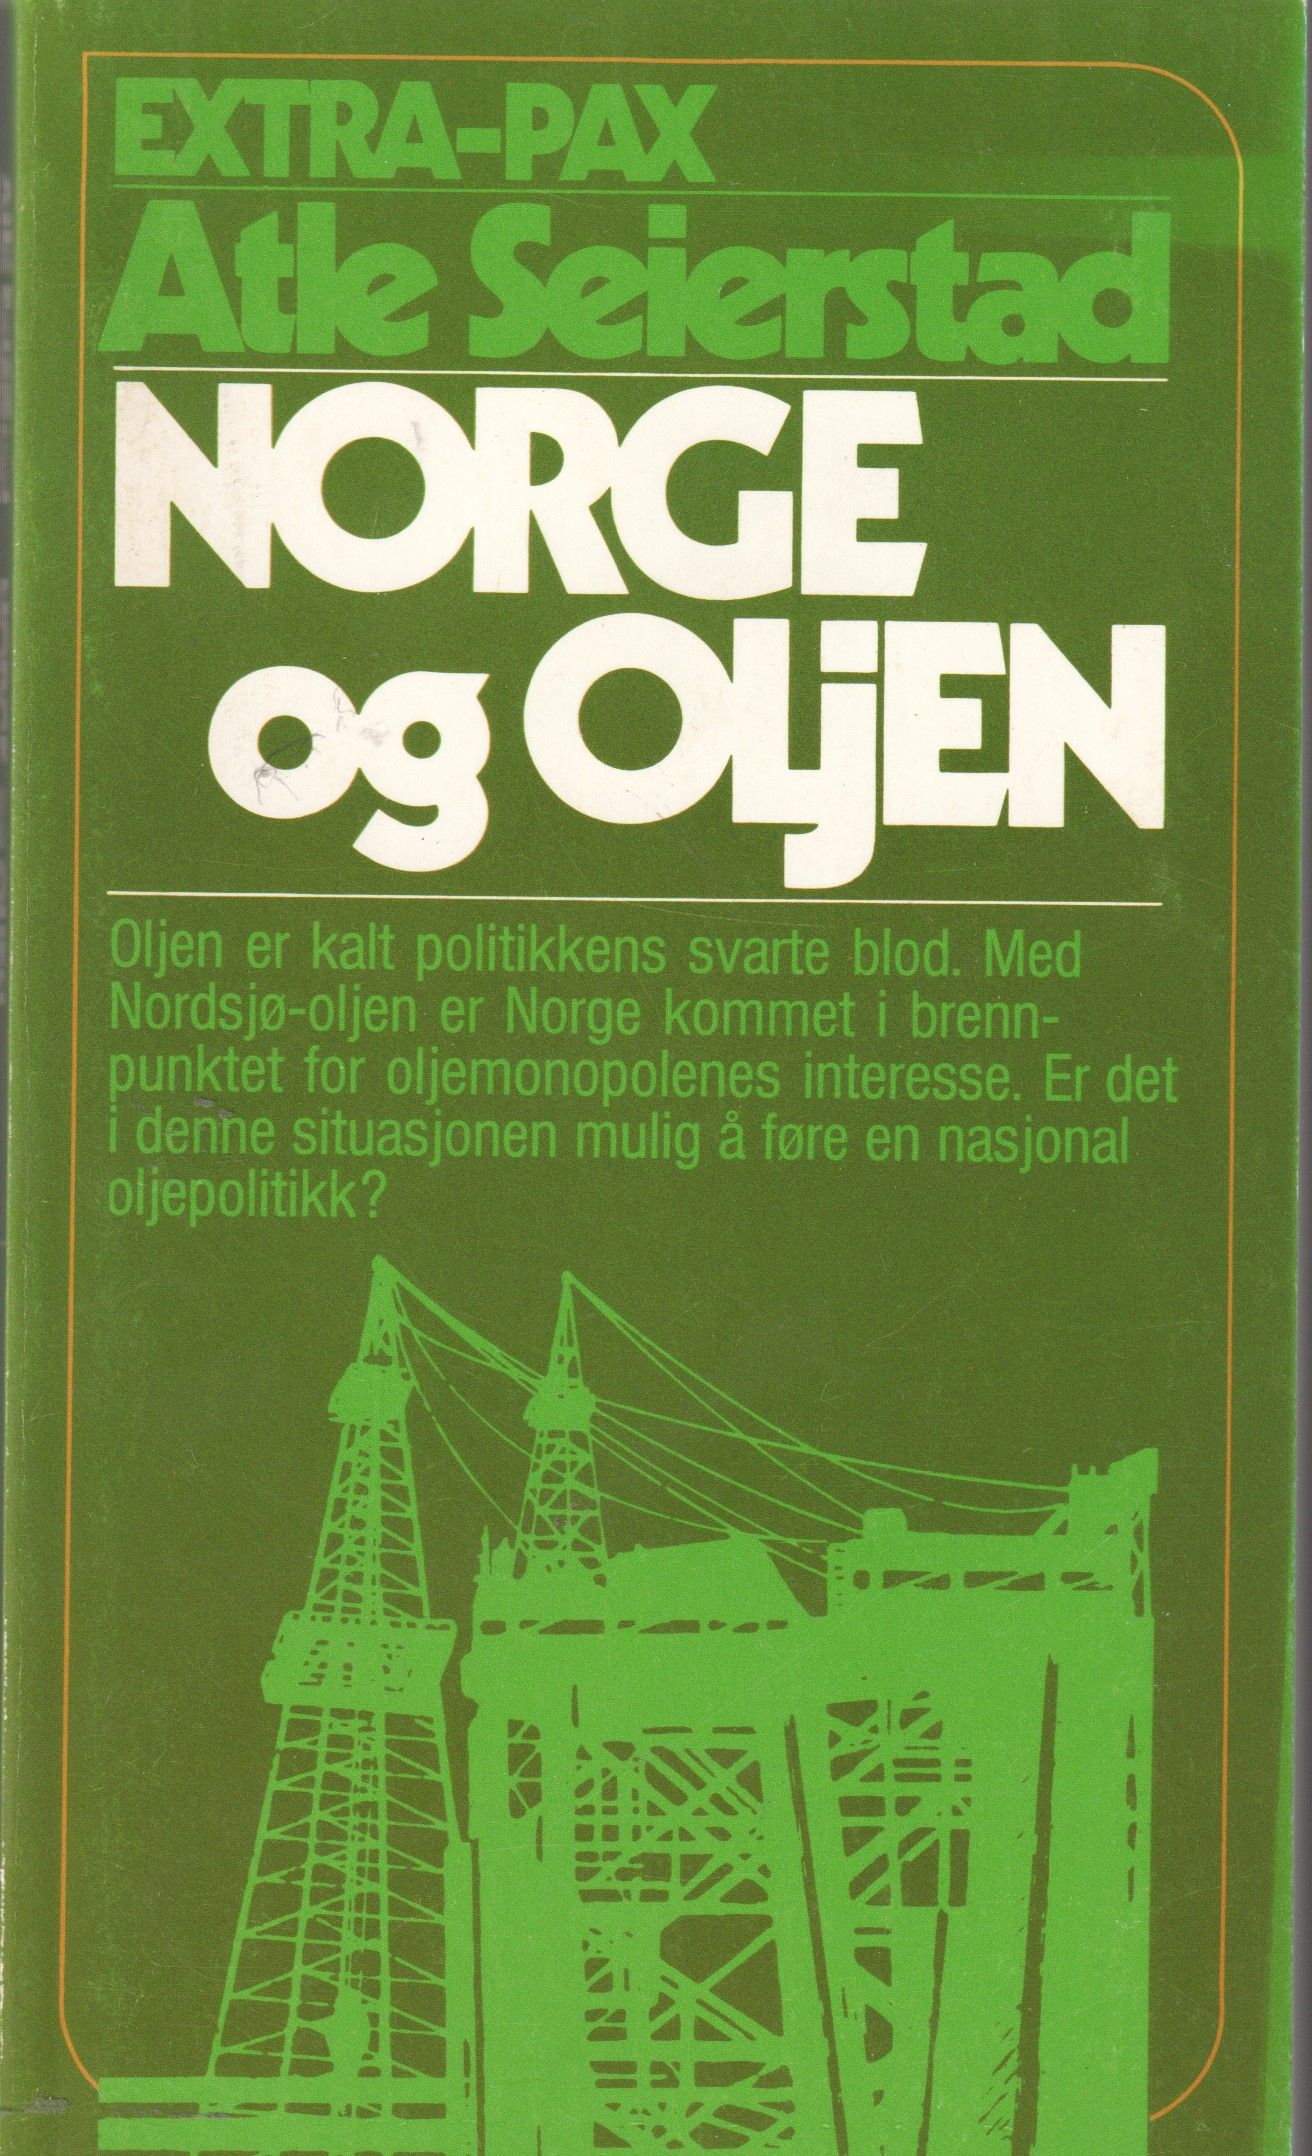 EXTRA-PAX
Atle Seierstad
NORGE
og OljEN
Oljen er kalt politikkens svarte blod. Med
Nordsjø-oljen er Norge kommet i brenn-
punktet for oljemonopolenes interesse. Er det
i denne situasjonen mulig å føre en nasjonal
oljepolitikk?